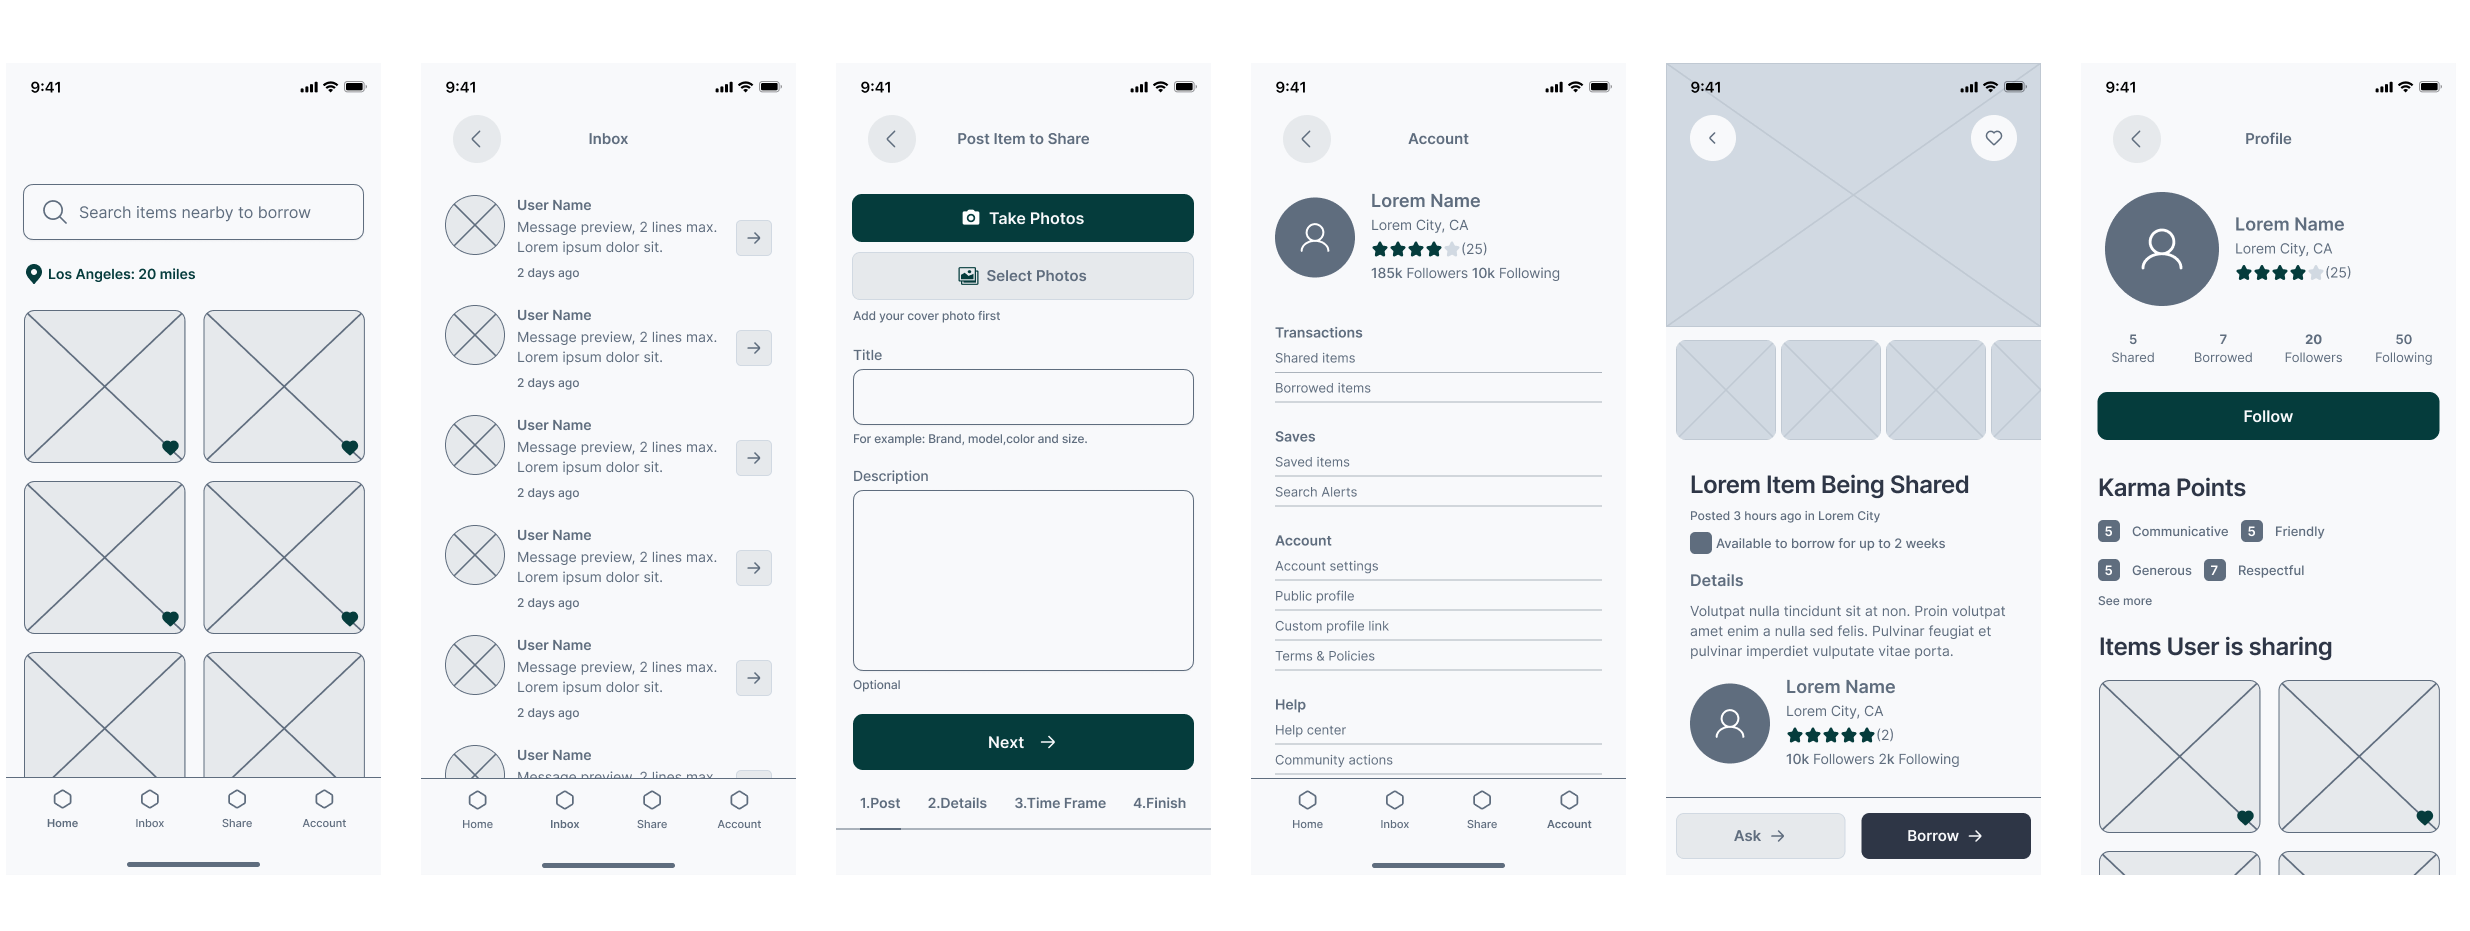 9:41
Search items nearby to borrow
Los Angeles: 20 miles
Home
Inbox
Share
Account
9:41
Inbox
User Name
Message preview, 2 lines max.
Lorem ipsum dolor sit.
2 days ago
User Name
Message preview, 2 lines max.
Lorem ipsum dolor sit.
2 days ago
User Name
Message preview, 2 lines max.
Lorem ipsum dolor sit.
2 days ago
User Name
Message preview, 2 lines max.
Lorem ipsum dolor sit.
2 days ago
User Name
Message preview, 2 lines max.
Lorem ipsum dolor sit.
2 days ago
User Name
Message preview, 2 lines max.
Home
Inbox
Share
Account
9:41
Post Item to Share
Take Photos
Select Photos
Add your cover photo first
Title
For example: Brand, model,color and size.
Description
Optional
Next
1.Post 2.Details 3.Time Frame 4.Finish
9:41
Account
Lorem Name
Lorem City, CA
(25)
185k Followers 10k Following
Transactions
Shared items
Borrowed items
Saves
Saved items
Search Alerts
Account
Account settings
Public profile
Custom profile link
Terms & Policies
Help
Help center
Community actions
Home
Inbox
Share
Account
9:41
Lorem Item Being Shared
Posted 3 hours ago in Lorem City
Available to borrow for up to 2 weeks
Details
Volutpat nulla tincidunt sit at non. Proin volutpat
amet enim a nulla sed felis. Pulvinar feugiat et
pulvinar imperdiet vulputate vitae porta.
Lorem Name
Lorem City, CA
(2)
10k Followers 2k Following
Ask
Borrow
9:41
Profile
Lorem Name
Lorem City, CA
(25)
5 7 20 50
Shared Borrowed Followers Following
Follow
Karma Points
5 Communicative 5 Friendly
5 Generous 7 Respectful
See more
Items User is sharing